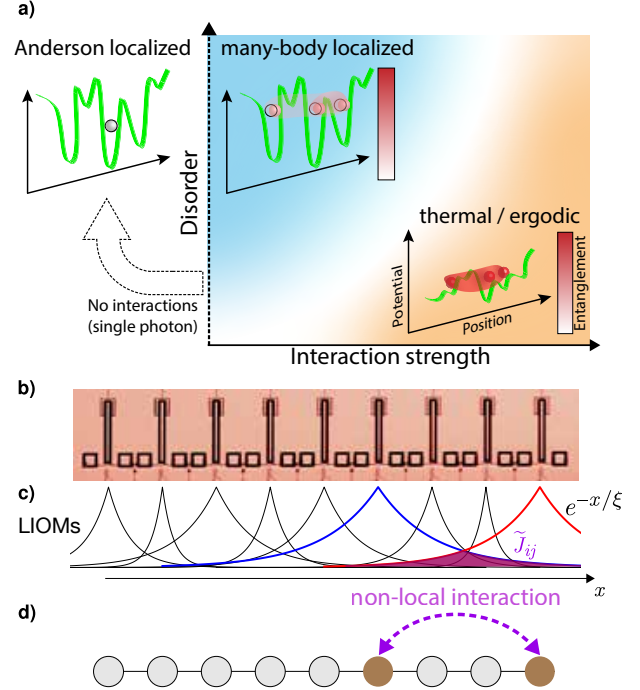 a)
Anderson localized
many-body localized
Disorder
thermal / ergodic
Potential
Position
Entanglement
No interactions
(single photon)
Interaction strength
b)
c)
LIOMs
e^{-x/ξ}
J̃_{ij}
x
d)
non-local interaction